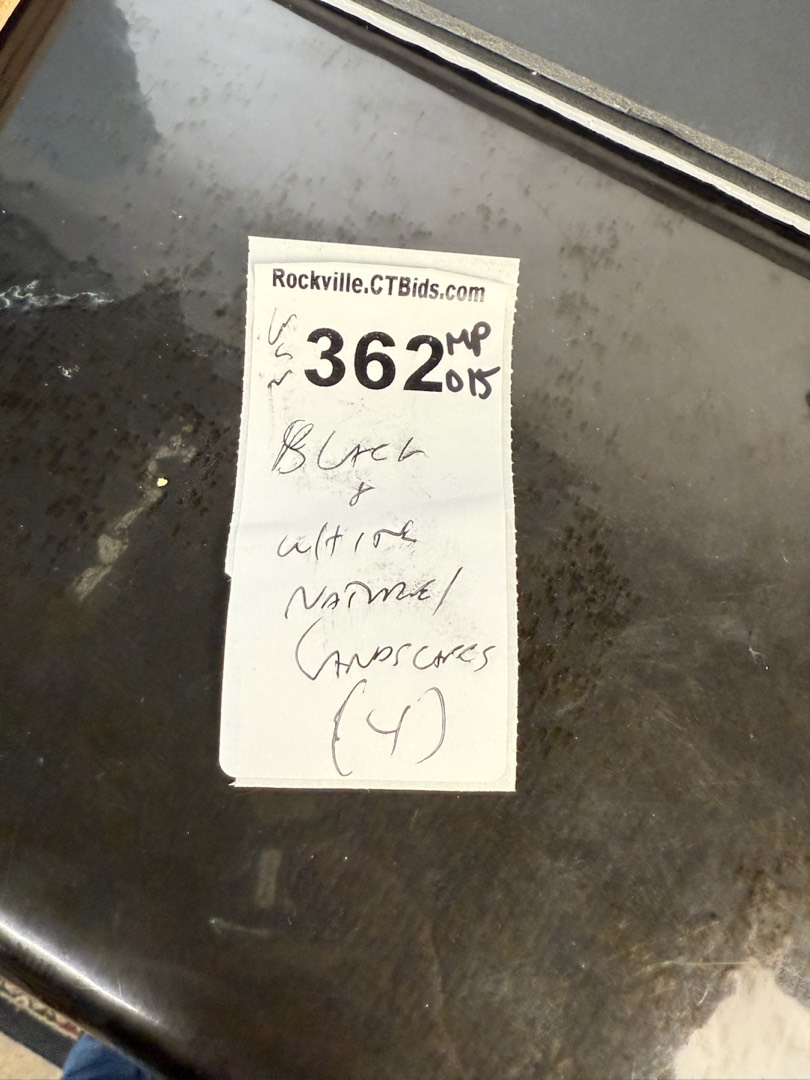 Rockville.CTBids.com
362 MP
015
BLACK
&
WHITE
NATURE/
LANDSCAPES
(4)